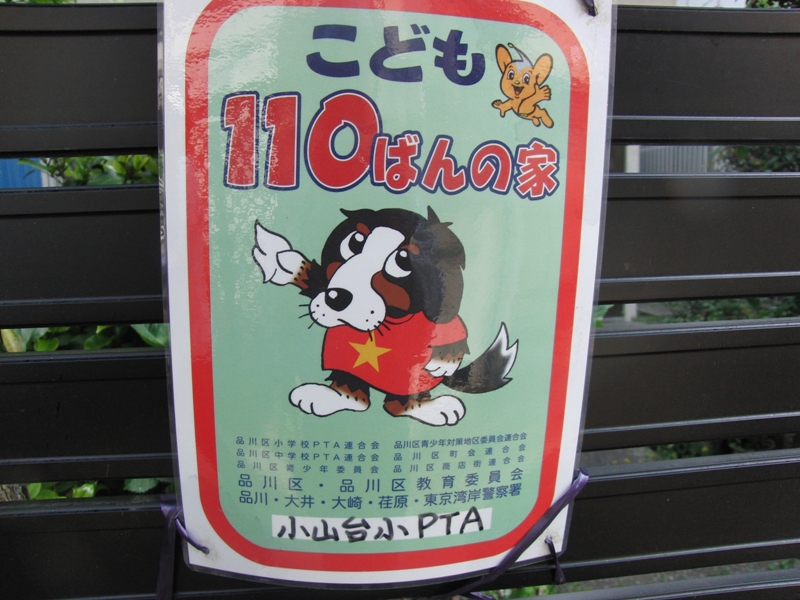 こども
110ばんの家
品川区小学校PTA連合会 品川区青少年対策地区委員会連合会
品川区中学校PTA連合会 品川区町会連合会
品川区青少年委員会 品川区商店街連合会
品川区・品川区教育委員会
品川・大井・大崎・荏原・東京湾岸警察署
小山台小PTA